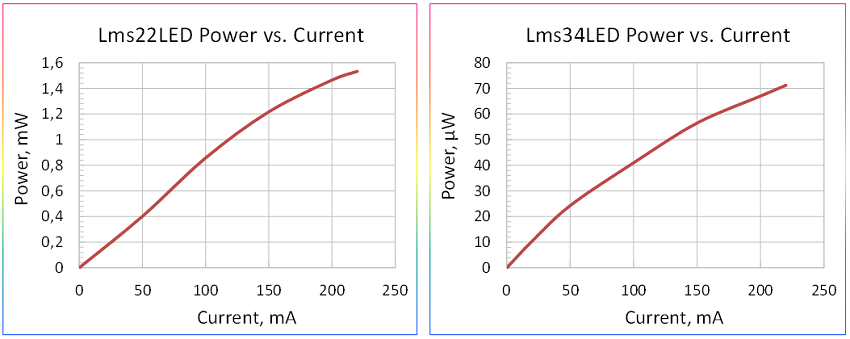 Lms22LED Power vs. Current
Power, mW
1,6
1,4
1,2
1
0,8
0,6
0,4
0,2
0
0 50 100 150 200 250
Current, mA
Lms34LED Power vs. Current
Power, µW
80
70
60
50
40
30
20
10
0
0 50 100 150 200 250
Current, mA